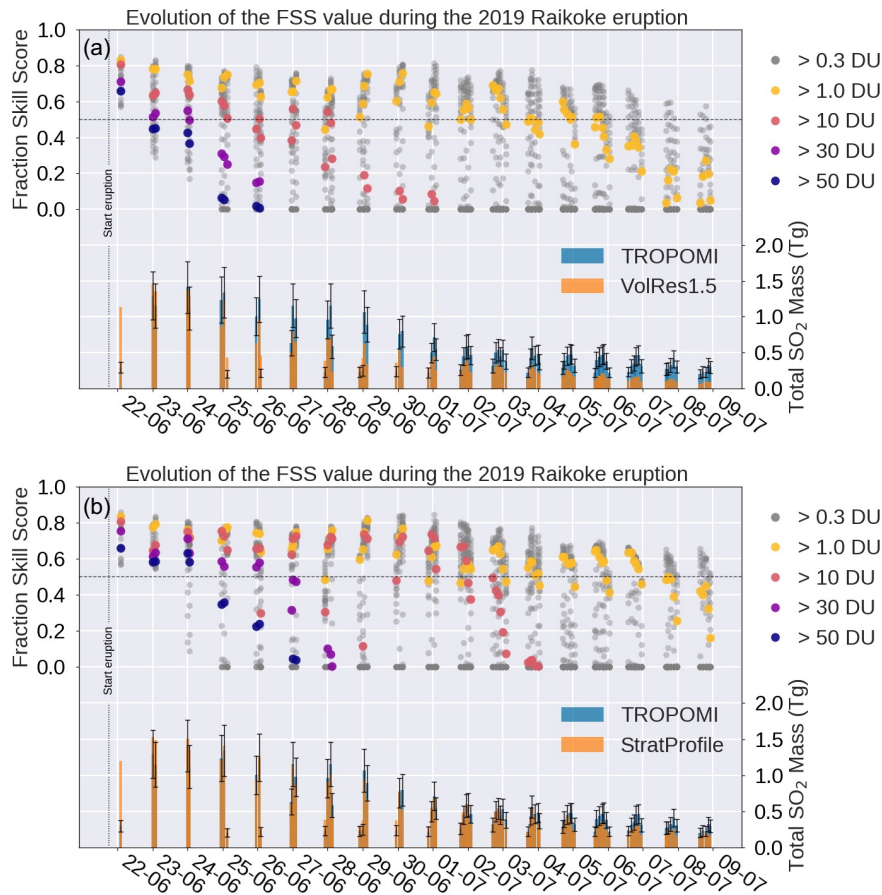 Evolution of the FSS value during the 2019 Raikoke eruption
(a)
Fraction Skill Score
1.0
0.8
0.6
0.4
0.2
0.0
Start eruption
> 0.3 DU
> 1.0 DU
> 10 DU
> 30 DU
> 50 DU
TROPOMI
VolRes1.5
2.0
1.5
1.0
0.5
0.0
Total SO₂ Mass (Tg)
22-06
23-06
24-06
25-06
26-06
27-06
28-06
29-06
30-06
01-07
02-07
03-07
04-07
05-07
06-07
07-07
08-07
09-07
Evolution of the FSS value during the 2019 Raikoke eruption
(b)
Fraction Skill Score
1.0
0.8
0.6
0.4
0.2
0.0
Start eruption
> 0.3 DU
> 1.0 DU
> 10 DU
> 30 DU
> 50 DU
TROPOMI
StratProfile
2.0
1.5
1.0
0.5
0.0
Total SO₂ Mass (Tg)
22-06
23-06
24-06
25-06
26-06
27-06
28-06
29-06
30-06
01-07
02-07
03-07
04-07
05-07
06-07
07-07
08-07
09-07